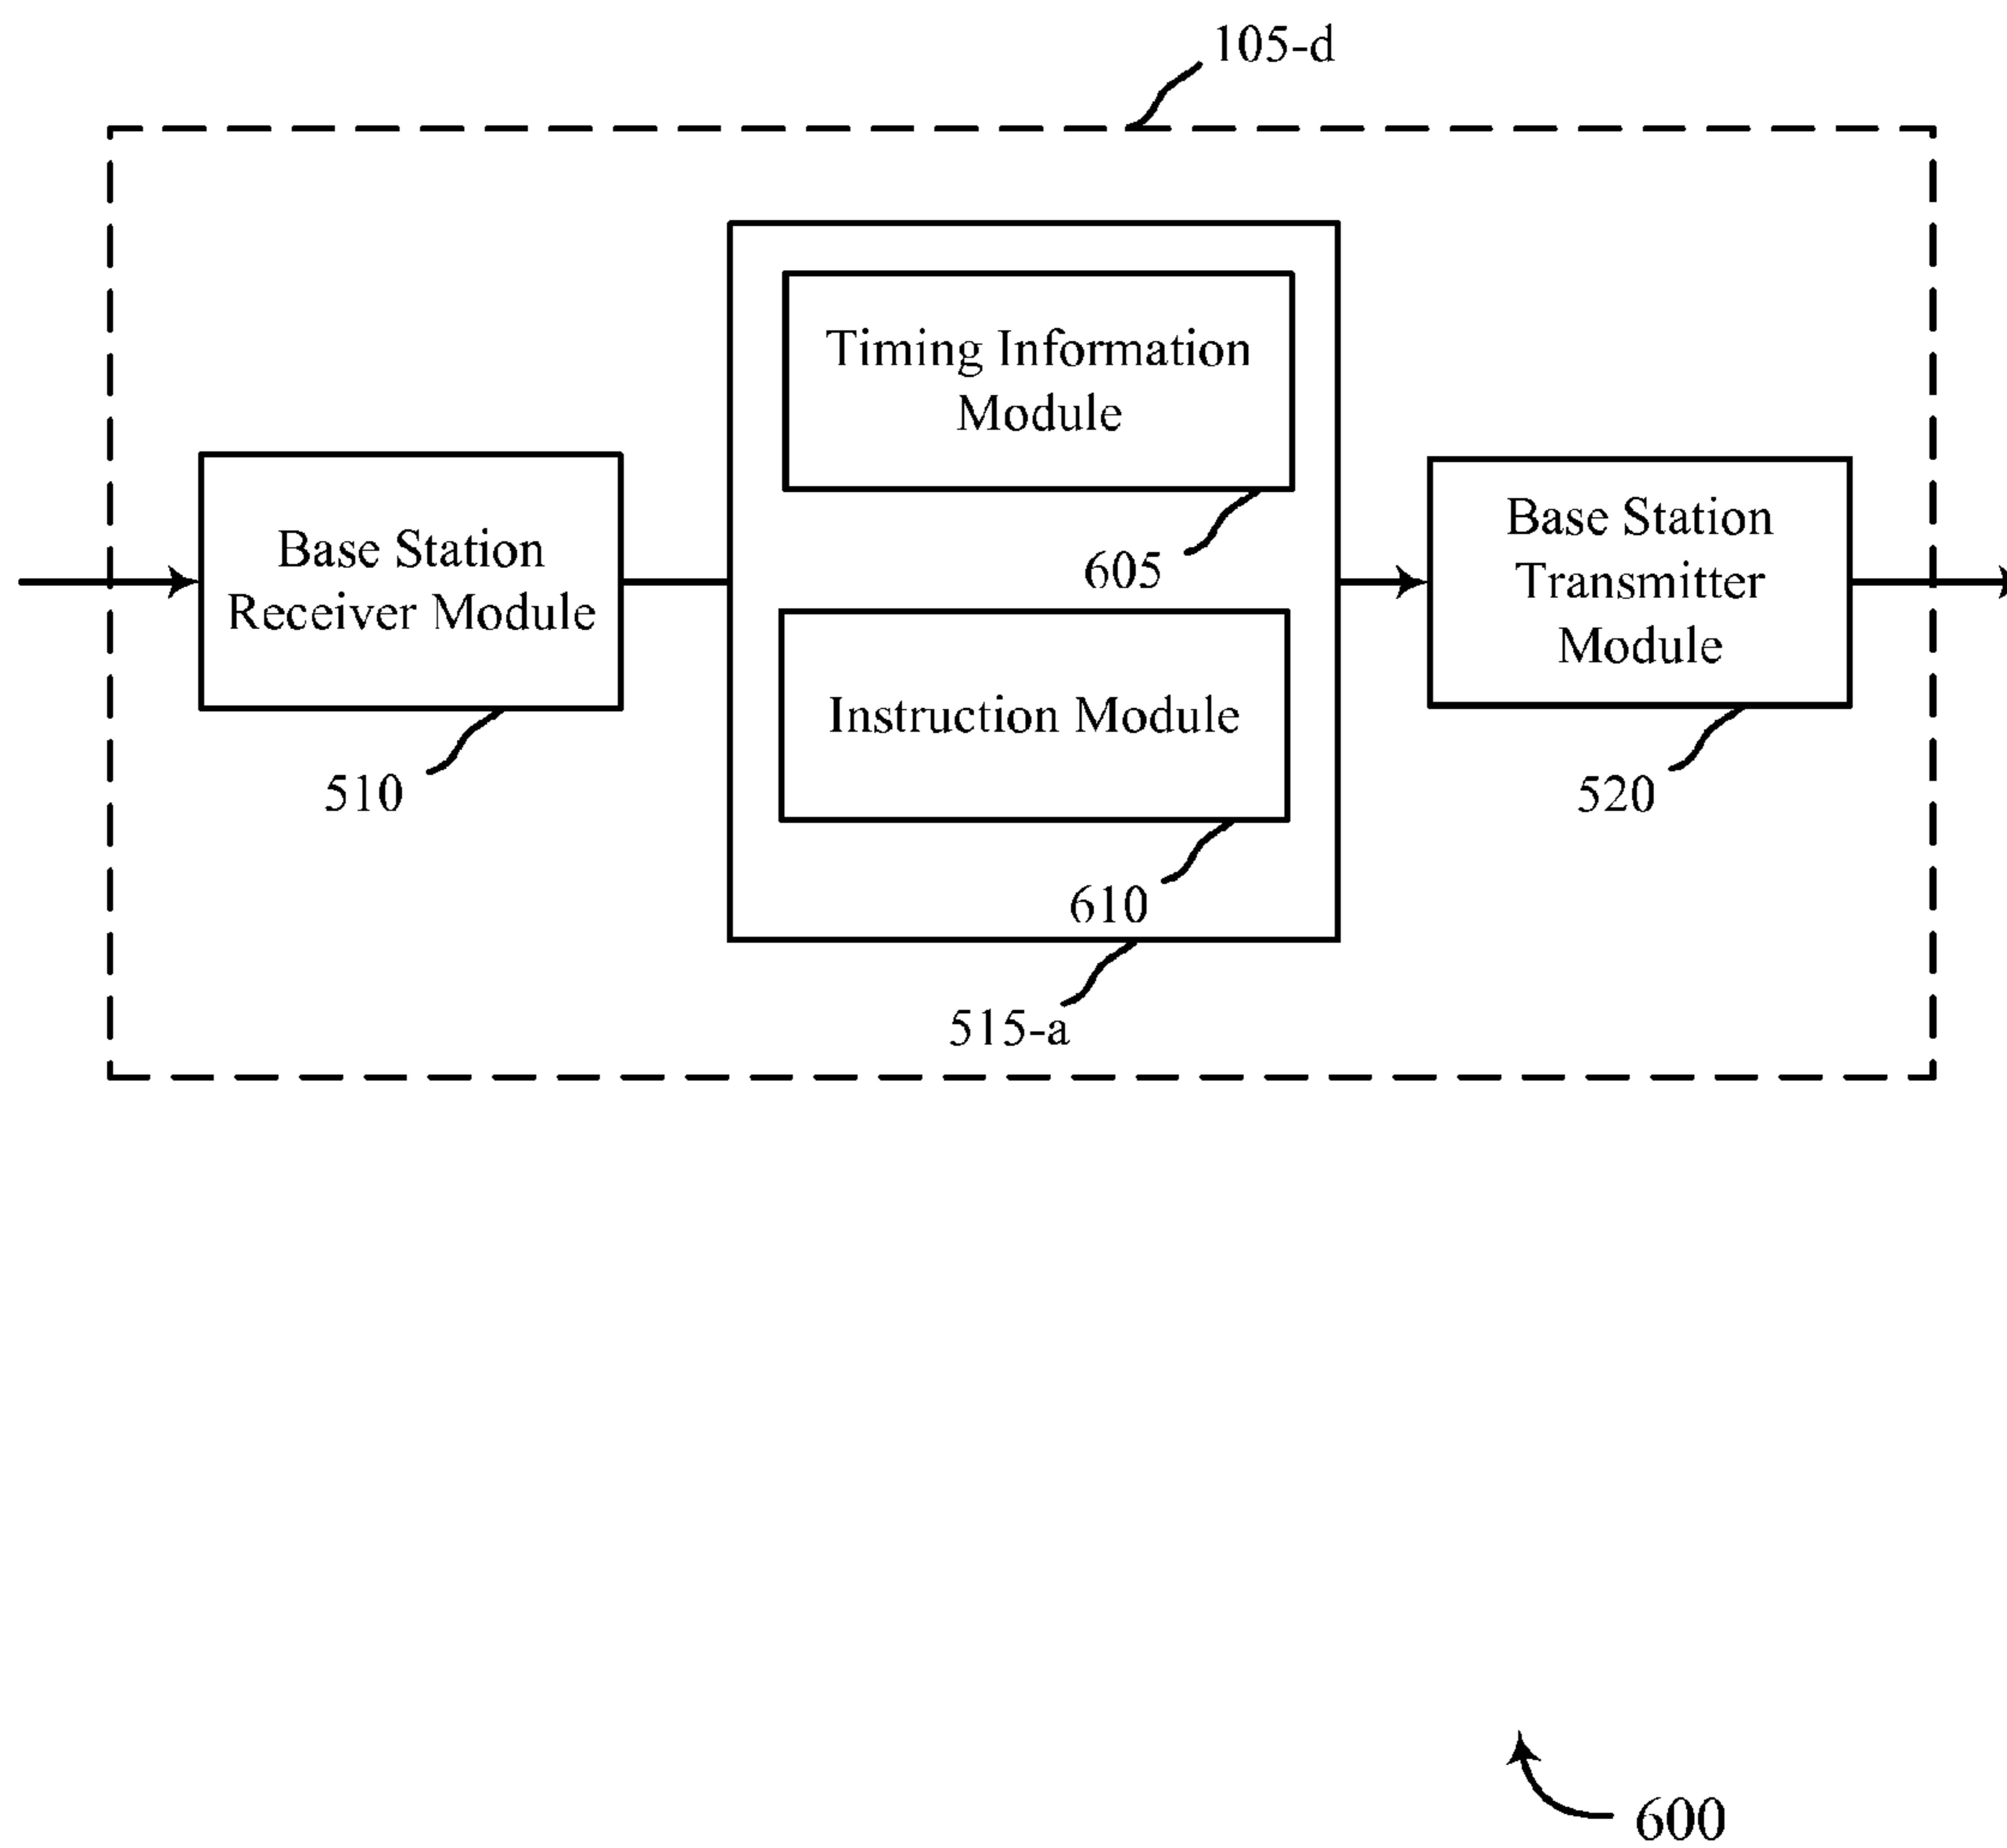 105-d
Timing Information
Module
605
Base Station
Receiver Module
510
Instruction Module
610
515-a
Base Station
Transmitter
Module
520
600